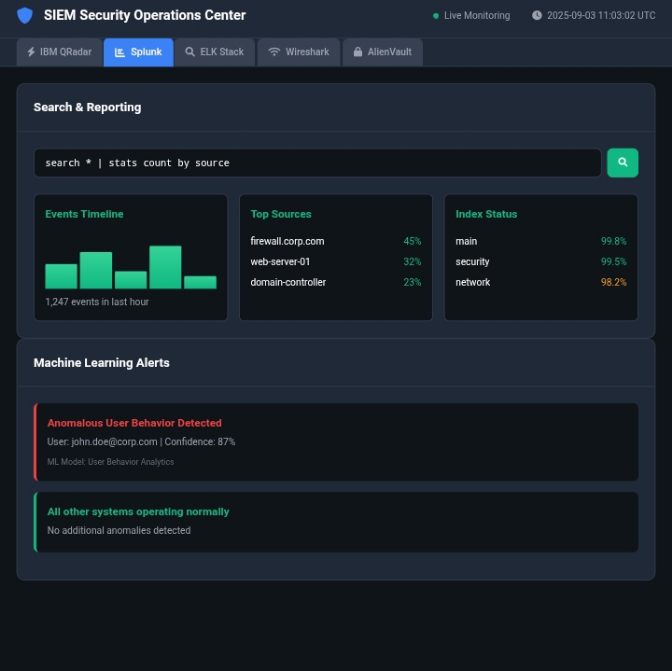 SIEM Security Operations Center
Live Monitoring
2025-09-03 11:03:02 UTC
IBM QRadar
Splunk
ELK Stack
Wireshark
AlienVault
Search & Reporting
search * | stats count by source
Events Timeline
1,247 events in last hour
Top Sources
firewall.corp.com 45%
web-server-01 32%
domain-controller 23%
Index Status
main 99.8%
security 99.5%
network 98.2%
Machine Learning Alerts
Anomalous User Behavior Detected
User: john.doe@corp.com | Confidence: 87%
ML Model: User Behavior Analytics
All other systems operating normally
No additional anomalies detected